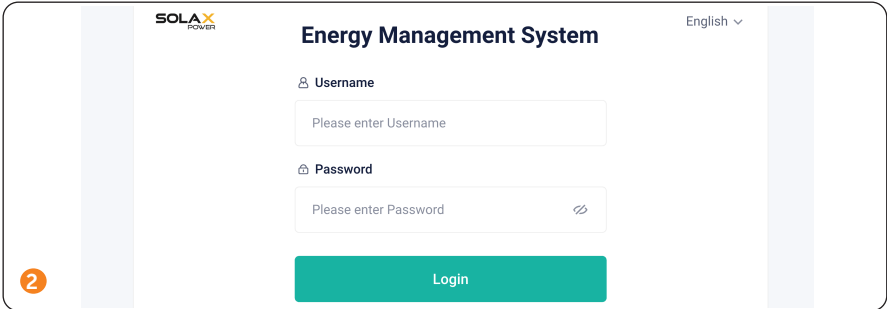 SOLAX
POWER
English
Energy Management System
Username
Please enter Username
Password
Please enter Password
Login
2